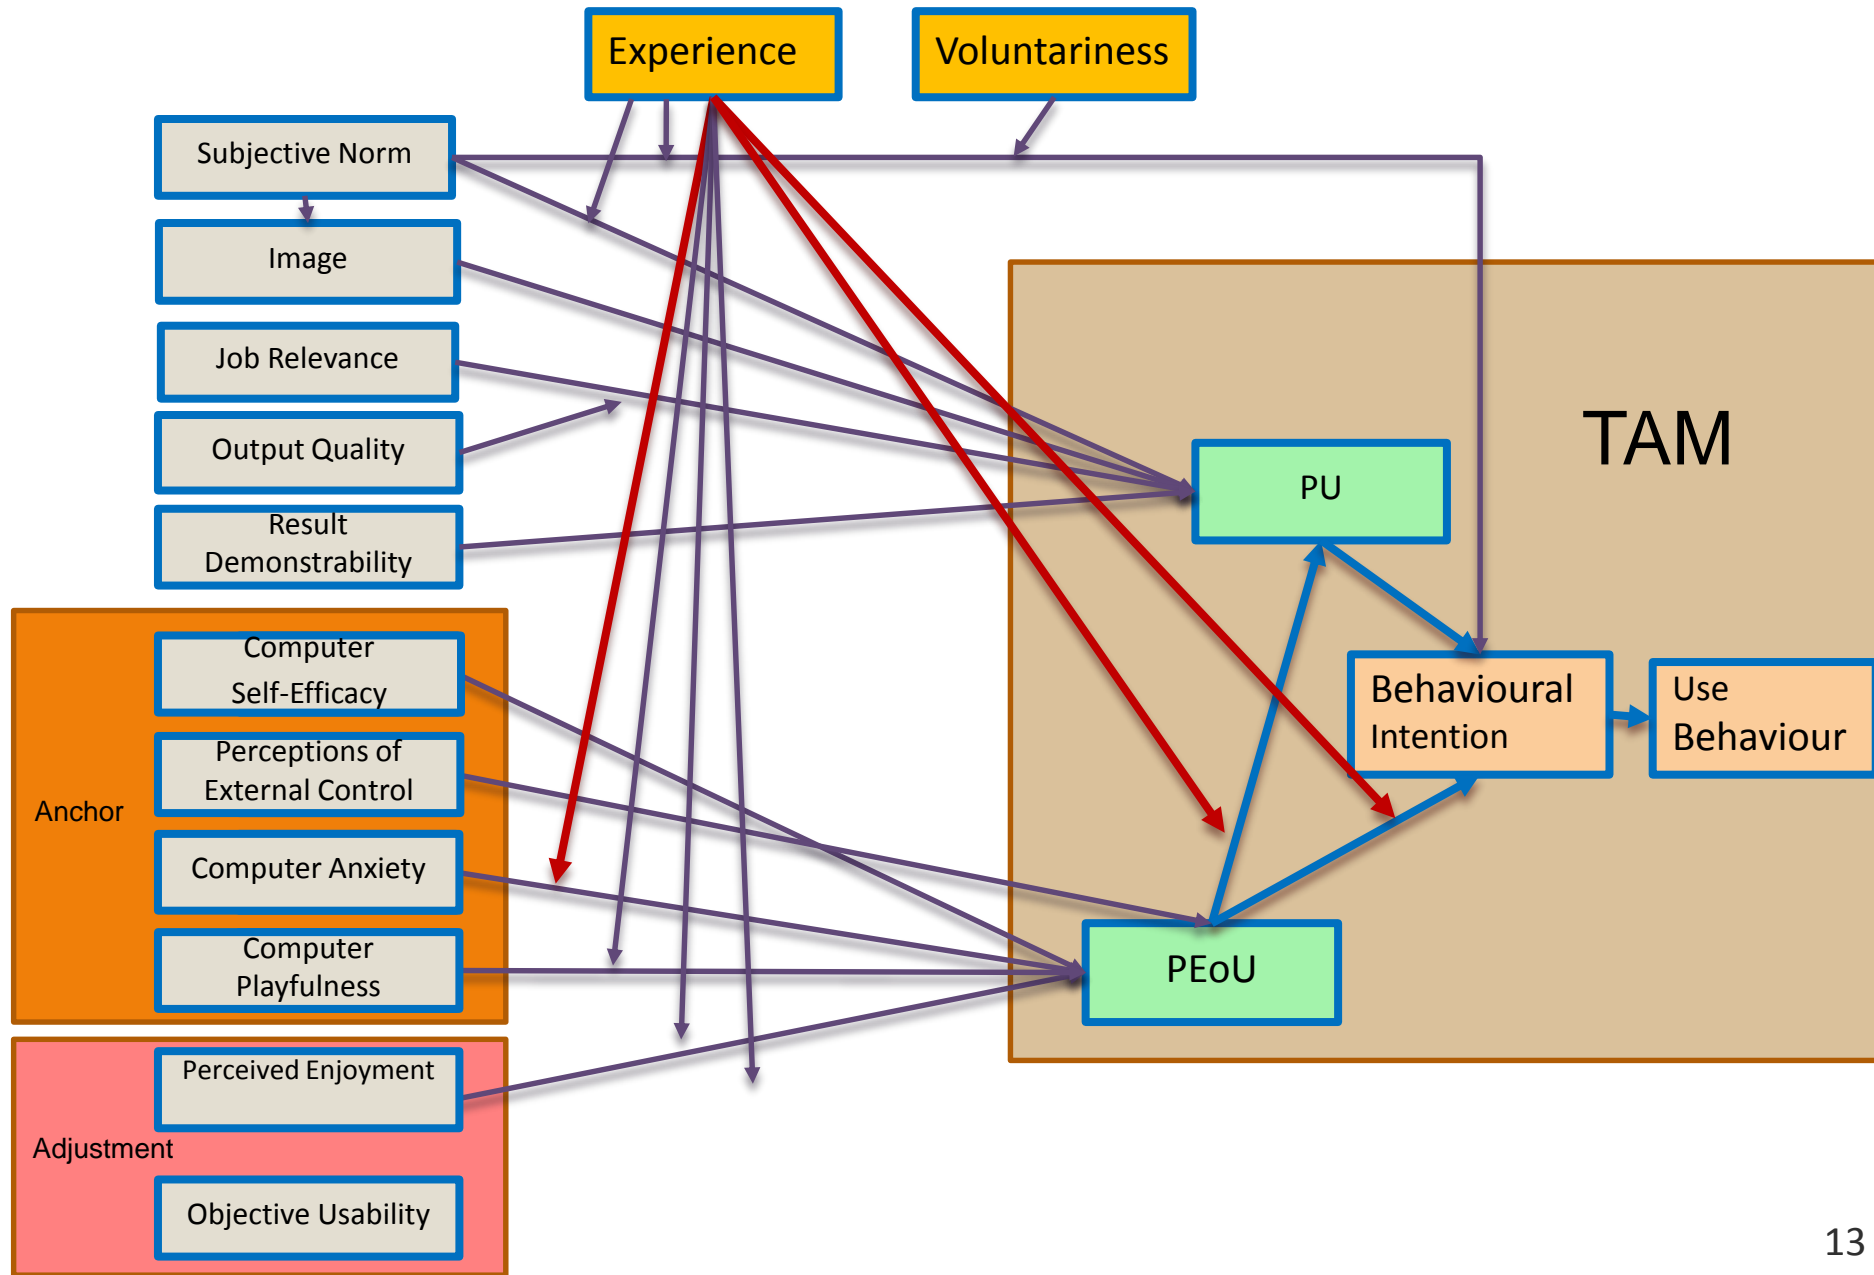 Experience
Voluntariness
Subjective Norm
Image
Job Relevance
Output Quality
Result
Demonstrability
TAM
PU
Behavioural
Intention
Use
Behaviour
PEoU
Anchor
Computer
Self-Efficacy
Perceptions of
External Control
Computer Anxiety
Computer
Playfulness
Adjustment
Perceived Enjoyment
Objective Usability
13